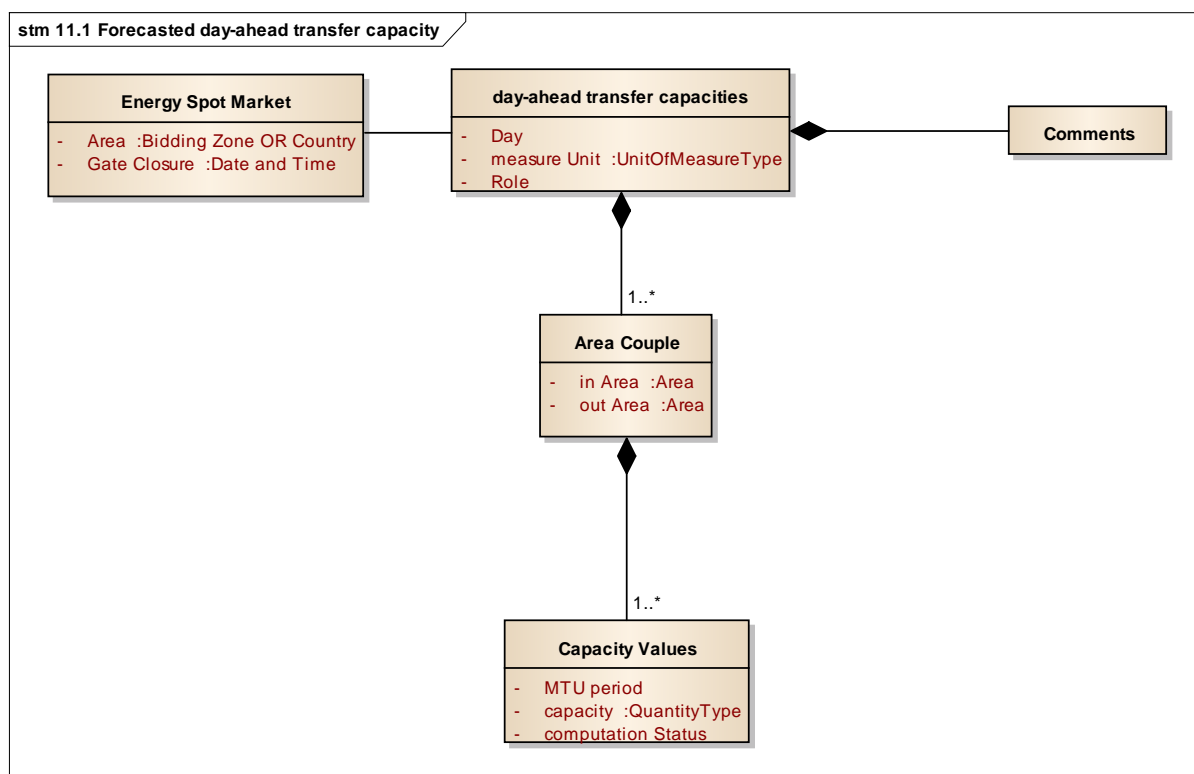 stm 11.1 Forecasted day-ahead transfer capacity
Energy Spot Market
- Area :Bidding Zone OR Country
- Gate Closure :Date and Time
day-ahead transfer capacities
- Day
- measure Unit :UnitOfMeasureType
- Role
Comments
1..*
Area Couple
- in Area :Area
- out Area :Area
1..*
Capacity Values
- MTU period
- capacity :QuantityType
- computation Status